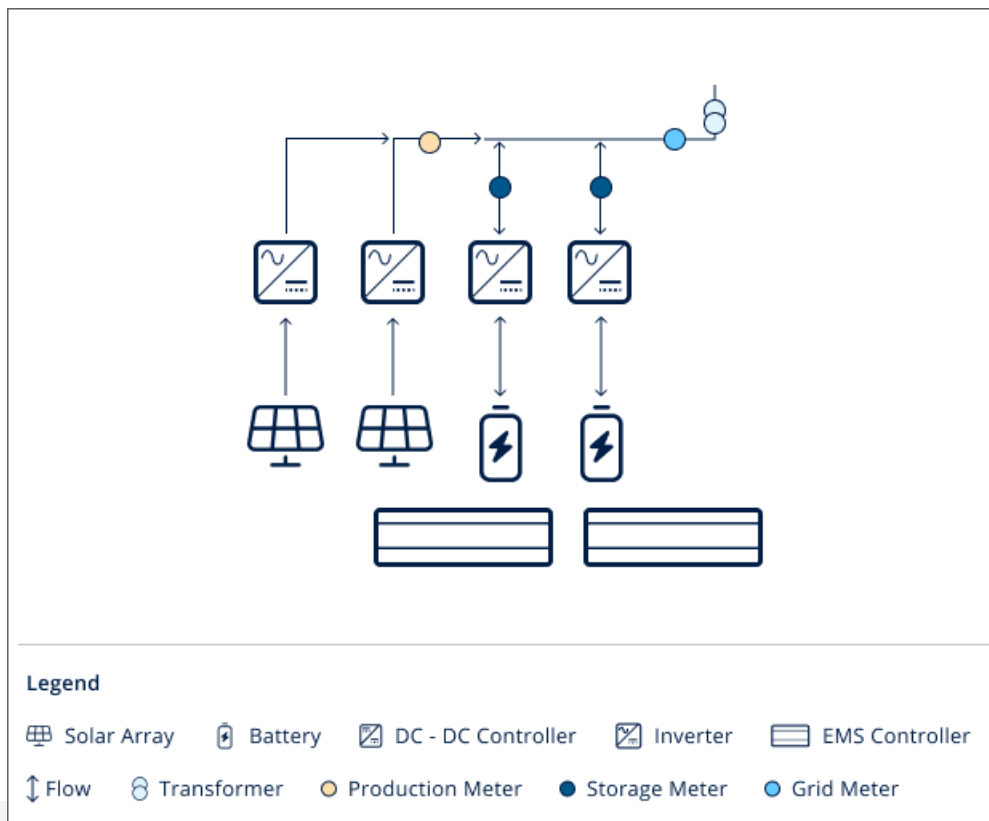 Legend
Solar Array Battery DC - DC Controller Inverter EMS Controller
Flow Transformer Production Meter Storage Meter Grid Meter